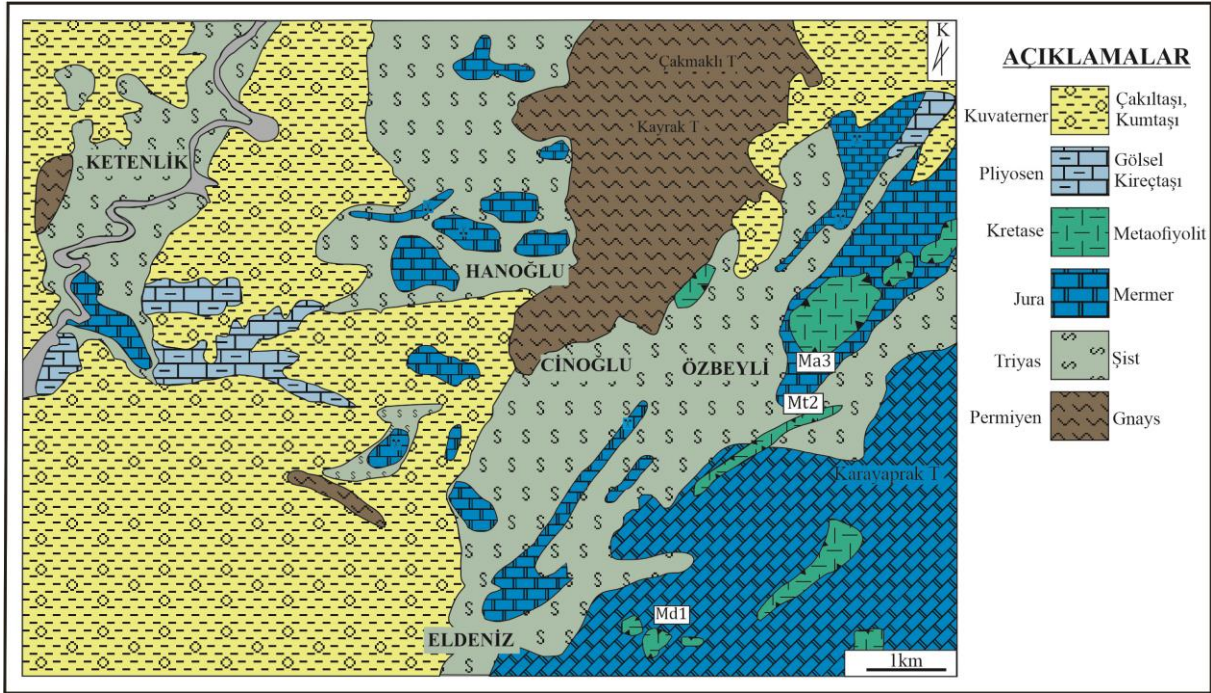 K
Çakmaklı T
Kayrak T
KETENLİK
HANOĞLU
CİNOĞLU
ÖZBEYLİ
Ma3
Mt2
Karayaprak T
Md1
ELDENİZ
1km
AÇIKLAMALAR
Kuvaterner
Çakıltaşı,
Kumtaşı
Pliyosen
Gölsel
Kireçtaşı
Kretase
Metaofiyolit
Jura
Mermer
Triyas
Şist
Permiyen
Gnays